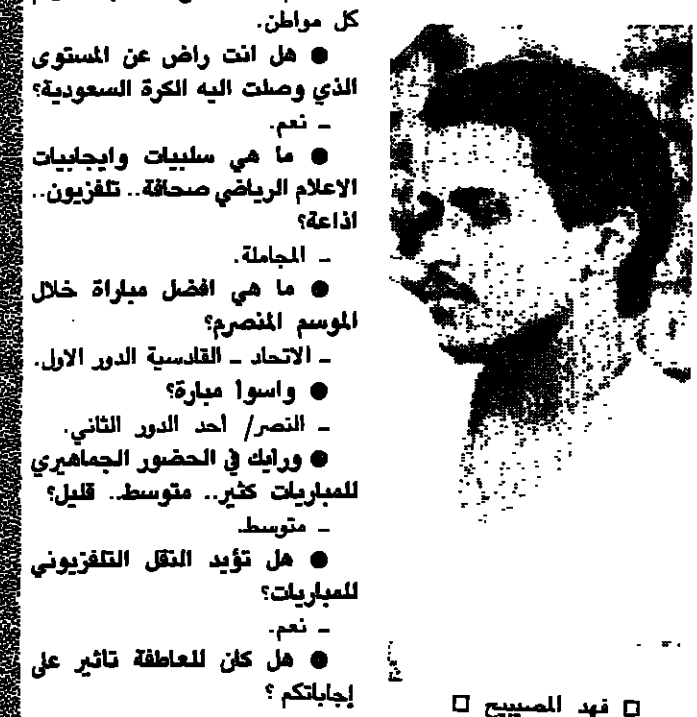 كل مواطن.
● هل انت راض عن المستوى
الذي وصلت اليه الكرة السعودية؟
ـ نعم.
● ما هي سلبيات وايجابيات
الاعلام الرياضي صحافة.. تلفزيون..
اذاعة؟
ـ المجاملة.
● ما هي افضل مباراة خلال
الموسم المنصرم؟
ـ الاتحاد ـ القادسية الدور الاول.
● واسوأ مبارة؟
ـ النصر/ أحد الدور الثاني.
● ورايك في الحضور الجماهيري
للمباريات كثير.. متوسط.. قليل؟
ـ متوسط.
● هل تؤيد النقل التلفزيوني
للمباريات؟
ـ نعم.
● هل كان للعاطفة تاثير على
إجاباتكم ؟
□ فهد المصيبيح □